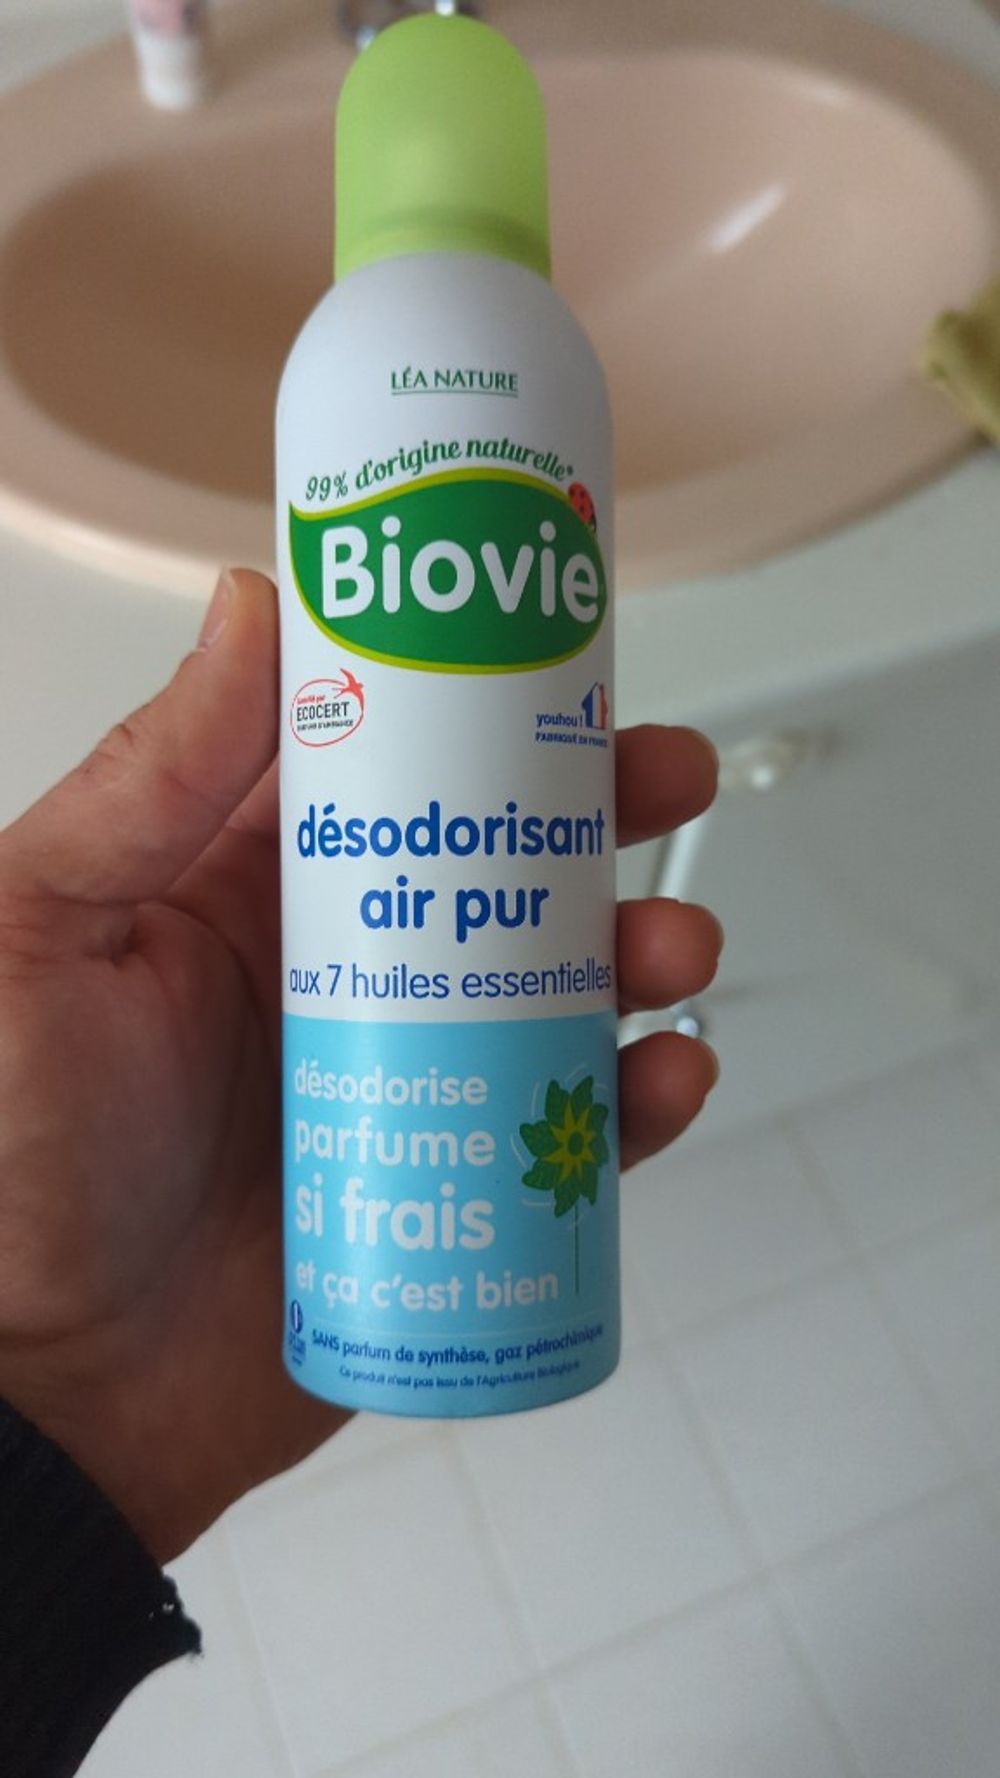 LÉA NATURE
99% d'origine naturelle*
Biovie
ECOCERT
youhou!
FABRIQUÉ EN FRANCE
désodorisant
air pur
aux 7 huiles essentielles
désodorise
parfume
si frais
et ça c'est bien
SANS parfum de synthèse, gaz pétrochimique
Ce produit n'est pas issu de l'Agriculture Biologique